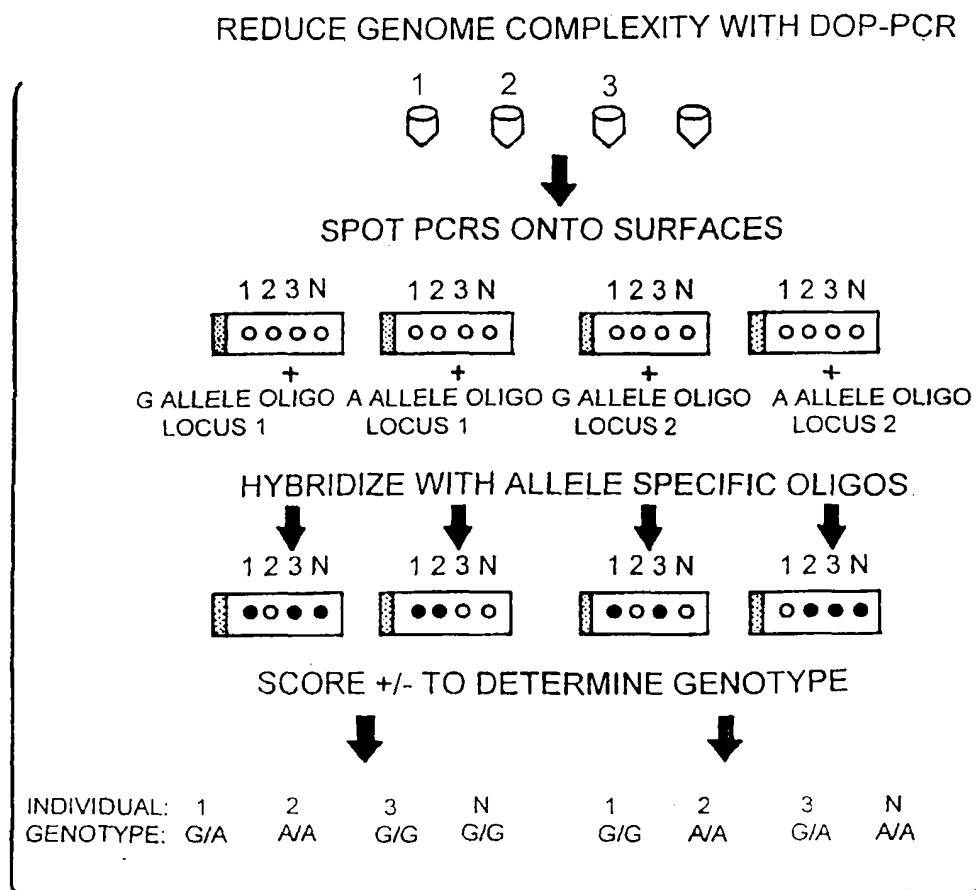 REDUCE GENOME COMPLEXITY WITH DOP-PCR
1 2 3
SPOT PCRS ONTO SURFACES
1 2 3 N 1 2 3 N 1 2 3 N 1 2 3 N
+ + + +
G ALLELE OLIGO A ALLELE OLIGO G ALLELE OLIGO A ALLELE OLIGO
LOCUS 1 LOCUS 1 LOCUS 2 LOCUS 2
HYBRIDIZE WITH ALLELE SPECIFIC OLIGOS
1 2 3 N 1 2 3 N 1 2 3 N 1 2 3 N
SCORE +/- TO DETERMINE GENOTYPE
INDIVIDUAL: 1 2 3 N 1 2 3 N
GENOTYPE: G/A A/A G/G G/G G/G A/A G/A A/A